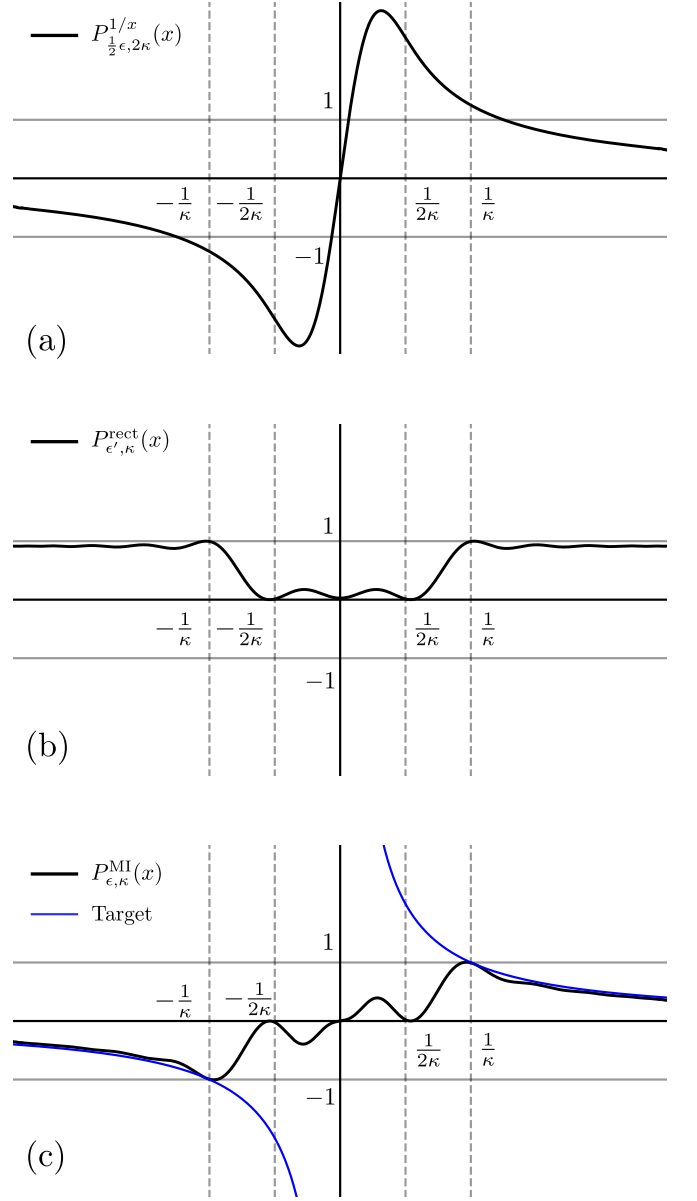 $P^{1/x}_{\frac{1}{2}\epsilon,2\kappa}(x)$
1
$-\frac{1}{\kappa}$ $-\frac{1}{2\kappa}$ $\frac{1}{2\kappa}$ $\frac{1}{\kappa}$
−1
(a)
$P^{\mathrm{rect}}_{\epsilon',\kappa}(x)$
1
$-\frac{1}{\kappa}$ $-\frac{1}{2\kappa}$ $\frac{1}{2\kappa}$ $\frac{1}{\kappa}$
−1
(b)
$P^{\mathrm{MI}}_{\epsilon,\kappa}(x)$
Target
1
$-\frac{1}{\kappa}$ $-\frac{1}{2\kappa}$
$\frac{1}{2\kappa}$ $\frac{1}{\kappa}$
−1
(c)